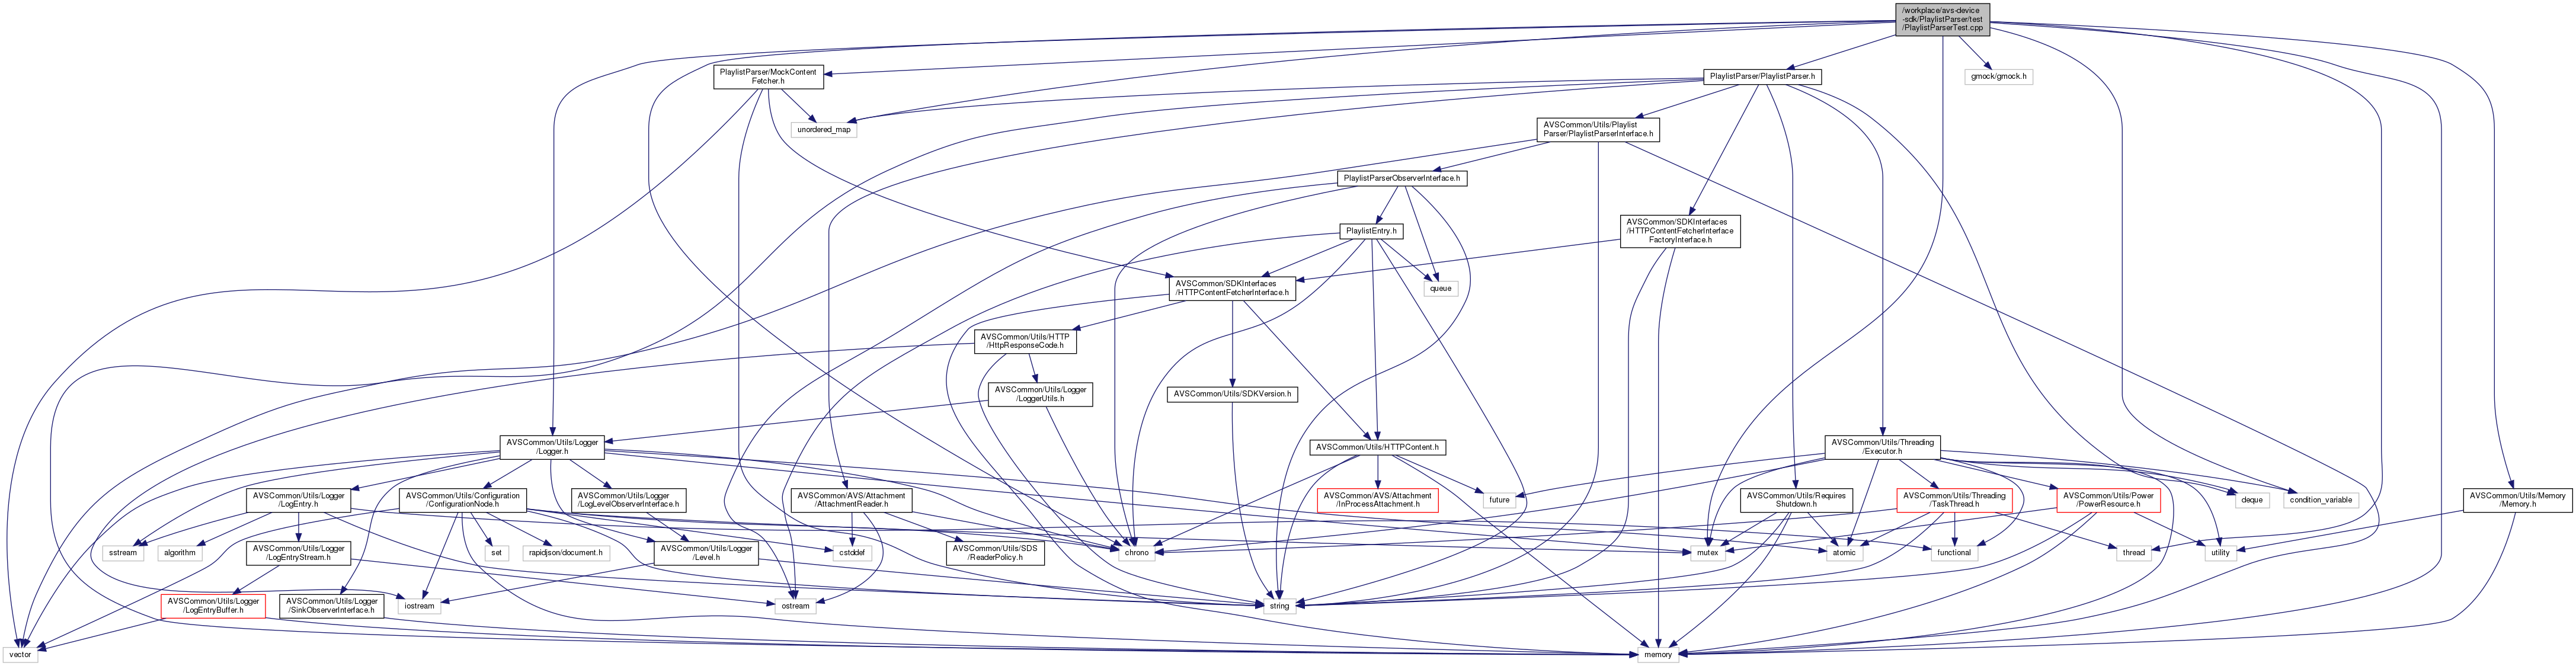 /workplace/avs-device
-sdk/PlaylistParser/test
/PlaylistParserTest.cpp
PlaylistParser/MockContent
Fetcher.h
PlaylistParser/PlaylistParser.h
gmock/gmock.h
unordered_map
AVSCommon/Utils/Playlist
Parser/PlaylistParserInterface.h
PlaylistParserObserverInterface.h
PlaylistEntry.h
AVSCommon/SDKInterfaces
/HTTPContentFetcherInterface
FactoryInterface.h
AVSCommon/SDKInterfaces
/HTTPContentFetcherInterface.h
queue
AVSCommon/Utils/HTTP
/HttpResponseCode.h
AVSCommon/Utils/Logger
/LoggerUtils.h
AVSCommon/Utils/SDKVersion.h
AVSCommon/Utils/Logger
/Logger.h
AVSCommon/Utils/HTTPContent.h
AVSCommon/Utils/Threading
/Executor.h
AVSCommon/Utils/Logger
/LogEntry.h
AVSCommon/Utils/Configuration
/ConfigurationNode.h
AVSCommon/Utils/Logger
/LogLevelObserverInterface.h
AVSCommon/AVS/Attachment
/AttachmentReader.h
AVSCommon/AVS/Attachment
/InProcessAttachment.h
future
AVSCommon/Utils/Requires
Shutdown.h
AVSCommon/Utils/Threading
/TaskThread.h
AVSCommon/Utils/Power
/PowerResource.h
deque
condition_variable
AVSCommon/Utils/Memory
/Memory.h
sstream
algorithm
AVSCommon/Utils/Logger
/LogEntryStream.h
set
rapidjson/document.h
AVSCommon/Utils/Logger
/Level.h
cstddef
AVSCommon/Utils/SDS
/ReaderPolicy.h
chrono
mutex
atomic
functional
thread
utility
AVSCommon/Utils/Logger
/LogEntryBuffer.h
AVSCommon/Utils/Logger
/SinkObserverInterface.h
iostream
ostream
string
vector
memory